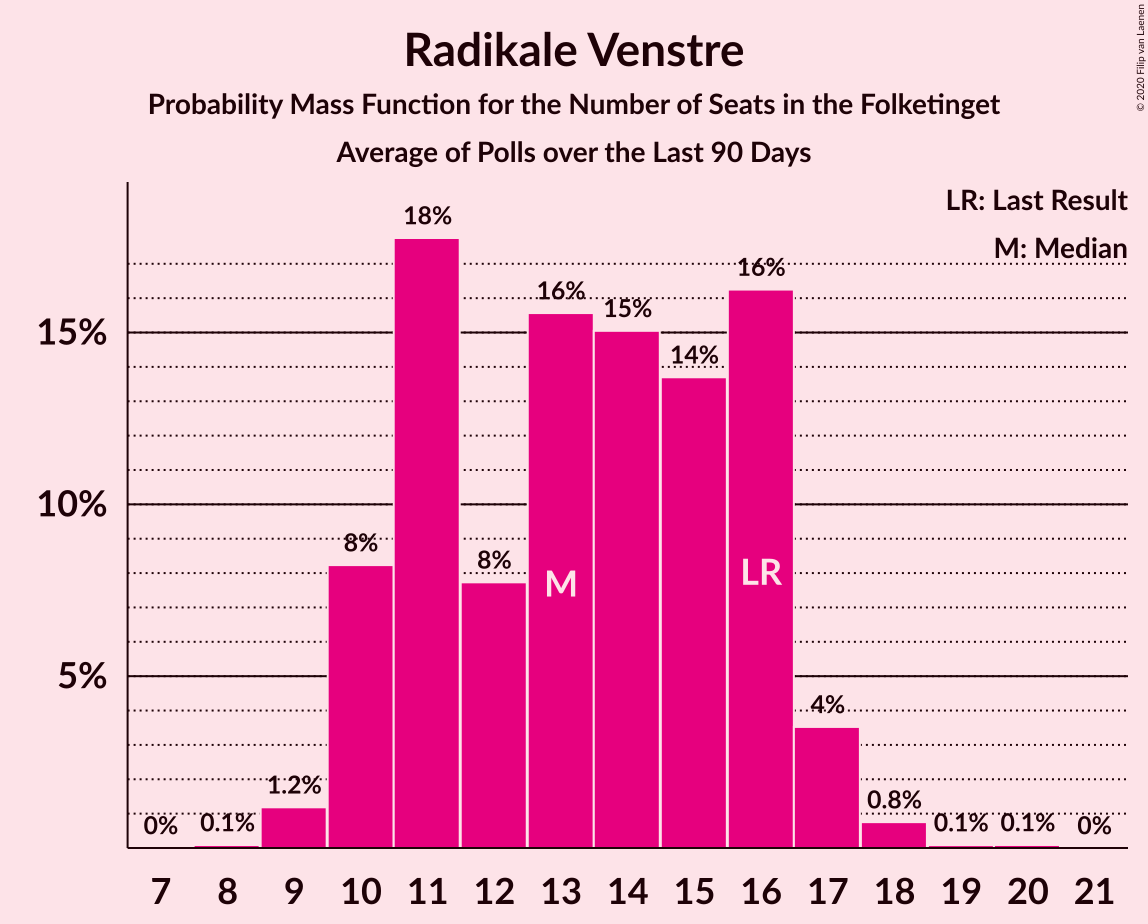 Radikale Venstre
Probability Mass Function for the Number of Seats in the Folketinget
Average of Polls over the Last 90 Days
© 2020 Filip van Laenen
LR: Last Result
M: Median
15%
10%
5%
0%
0.1%
1.2%
8%
18%
8%
16%
15%
14%
16%
4%
0.8%
0.1%
0.1%
0%
M
LR
7 8 9 10 11 12 13 14 15 16 17 18 19 20 21